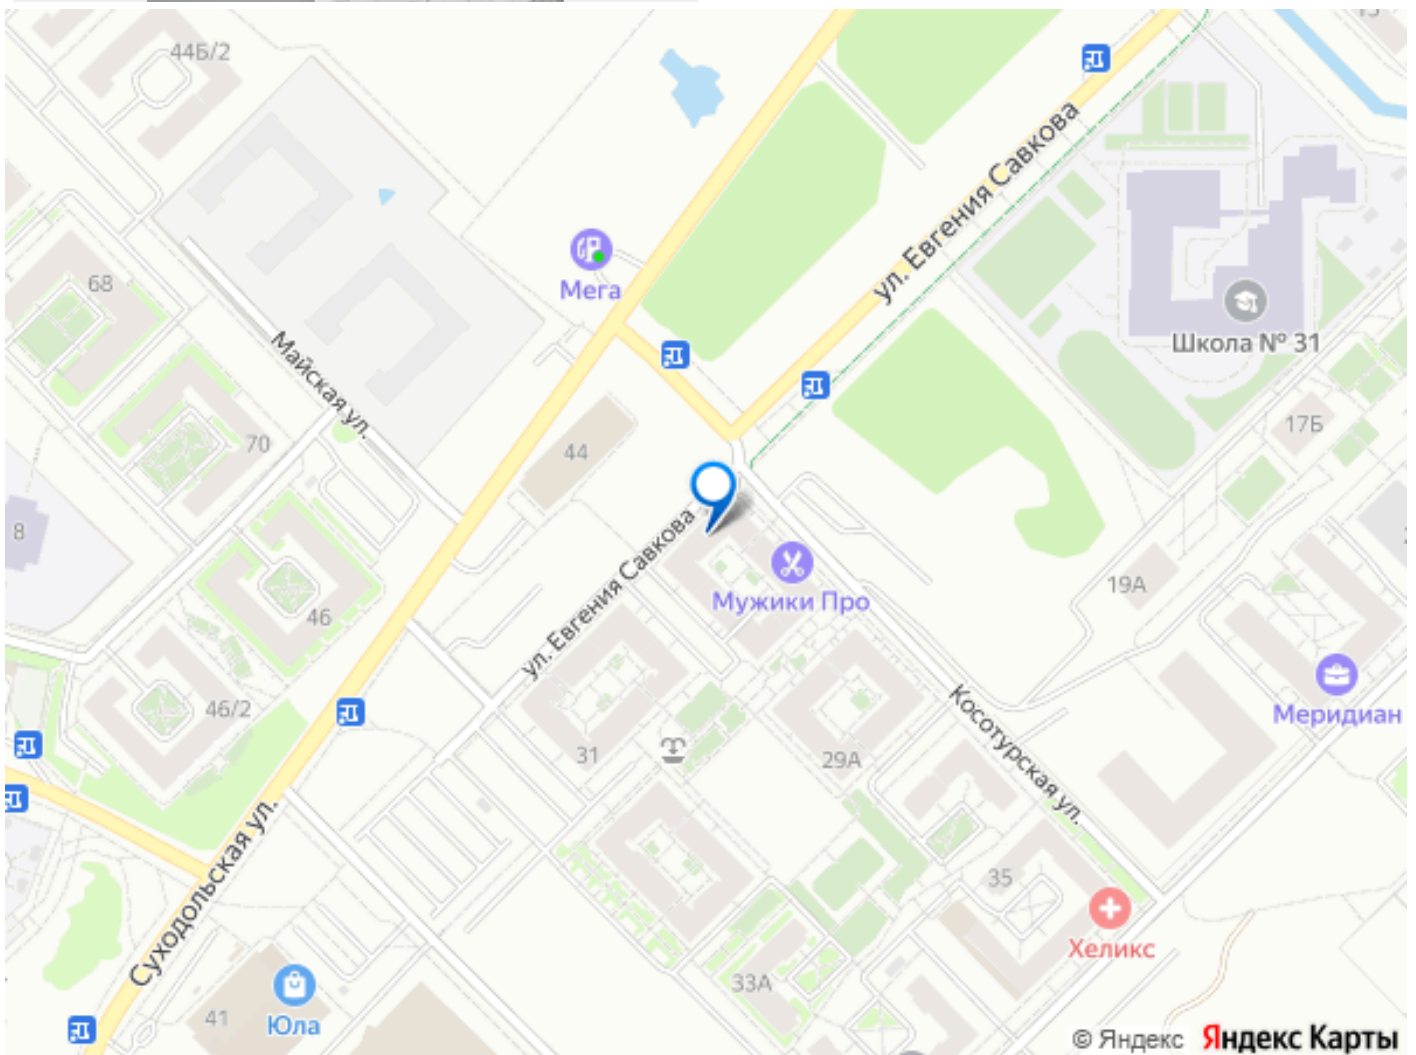 44Б/2
ул. Евгения Савкова
Мега
68
Школа № 31
Майская ул.
17Б
70
44
8
ул. Евгения Савкова
19А
Мужики Про
46
46/2
Меридиан
31
29А
Косотурская ул.
35
Суходольская ул.
Хеликс
33А
41
Юла
© Яндекс Яндекс Карты